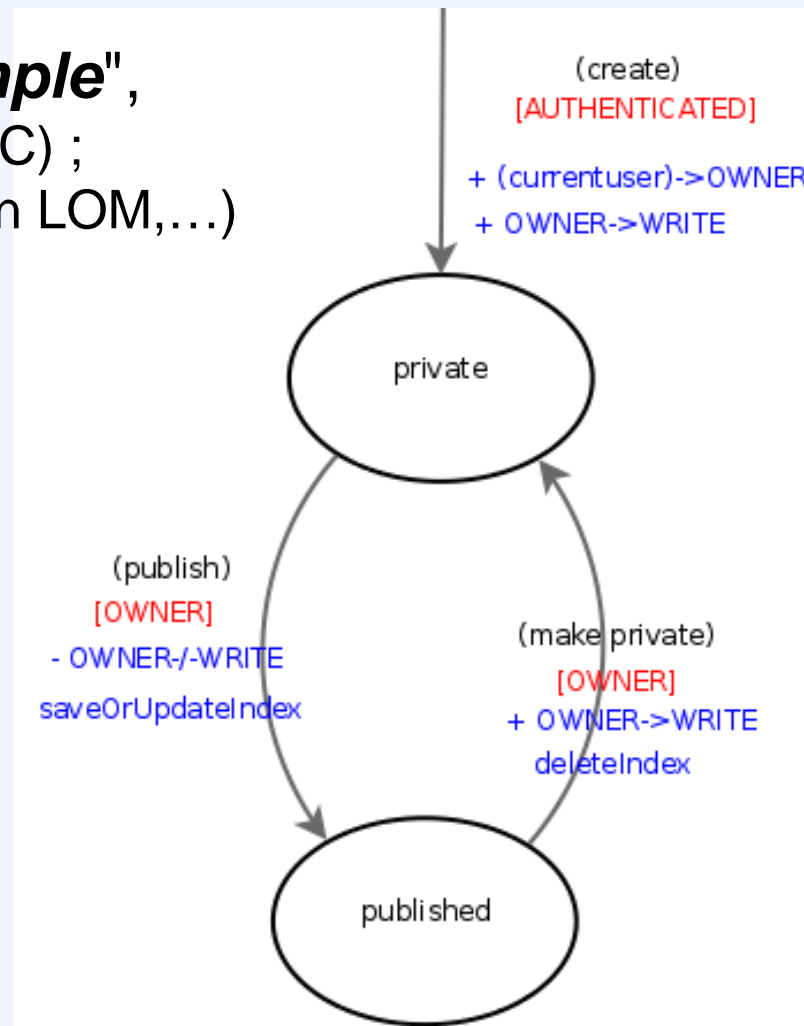 mple",
C) ;
n LOM,…)
(create)
[AUTHENTICATED]
+ (currentuser)->OWNER
+ OWNER->WRITE
private
(publish)
[OWNER]
- OWNER-/-WRITE
saveOrUpdateIndex
(make private)
[OWNER]
+ OWNER->WRITE
deleteIndex
published